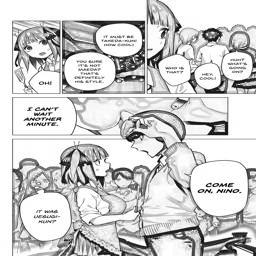 HUH?
WHAT'S
GOING
ON?
HEY,
COOL!
WHO IS
THAT?
IT MUST BE
TAKEDA-KUN!
HOW COOL!
YOU SURE
IT'S NOT
MAEDA?
THAT'S
DEFINITELY
HIS STYLE.
OH!
I CAN'T
WAIT
ANOTHER
MINUTE.
COME
ON, NINO.
IT WAS
UESUGI-
KUN?